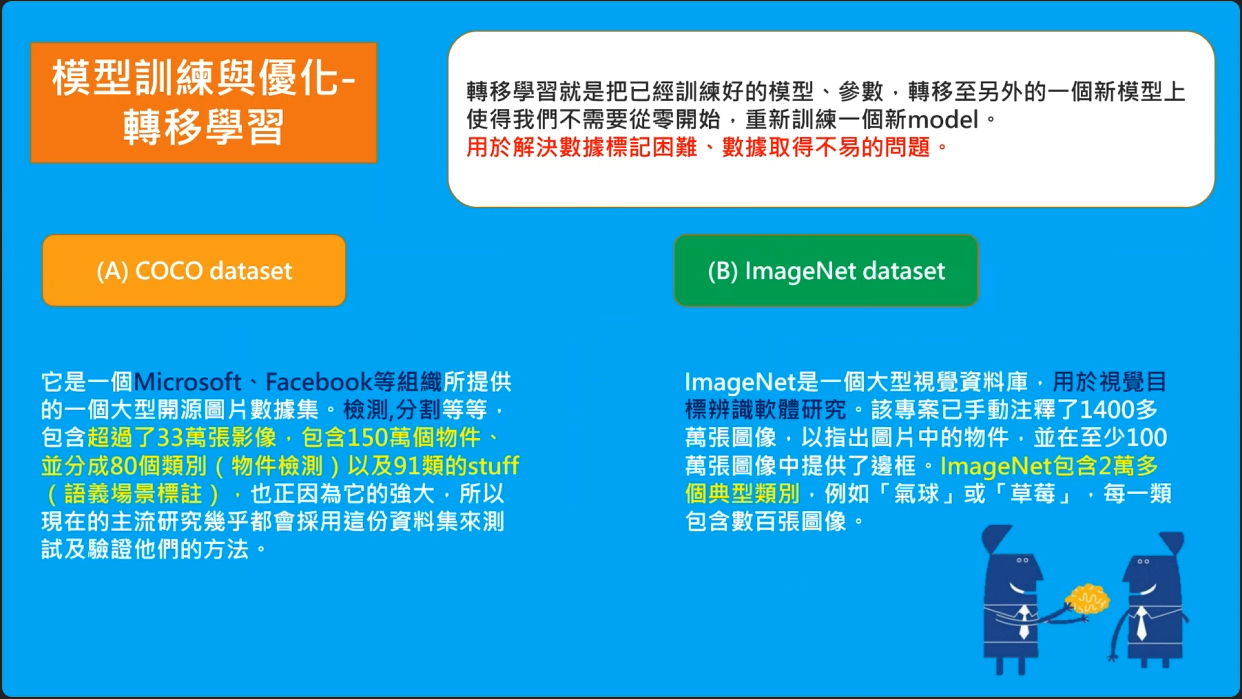 模型訓練與優化-
轉移學習
轉移學習就是把已經訓練好的模型、參數，轉移至另外的一個新模型上
使得我們不需要從零開始，重新訓練一個新model。
用於解決數據標記困難、數據取得不易的問題。
(A) COCO dataset
它是一個Microsoft、Facebook等組織所提供
的一個大型開源圖片數據集。檢測,分割等等，
包含超過了33萬張影像，包含150萬個物件、
並分成80個類別（物件檢測）以及91類的stuff
（語義場景標註），也正因為它的強大，所以
現在的主流研究幾乎都會採用這份資料集來測
試及驗證他們的方法。
(B) ImageNet dataset
ImageNet是一個大型視覺資料庫，用於視覺目
標辨識軟體研究。該專案已手動注釋了1400多
萬張圖像，以指出圖片中的物件，並在至少100
萬張圖像中提供了邊框。ImageNet包含2萬多
個典型類別，例如「氣球」或「草莓」，每一類
包含數百張圖像。